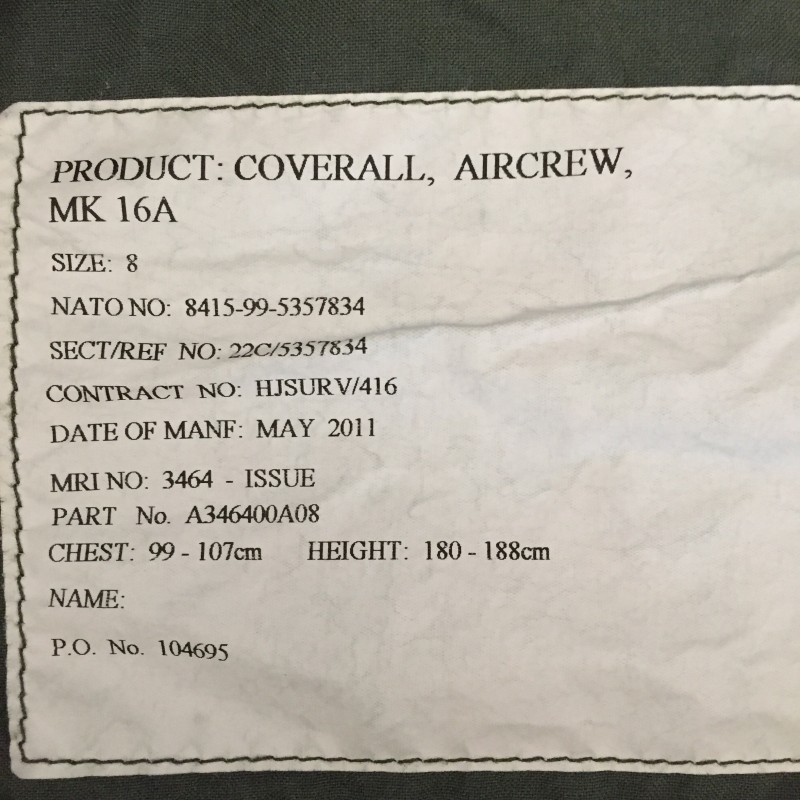 PRODUCT: COVERALL, AIRCREW,
MK 16A
SIZE: 8
NATO NO: 8415-99-5357834
SECT/REF NO: 22C/5357834
CONTRACT NO: HJSURV/416
DATE OF MANF: MAY 2011
MRI NO: 3464 - ISSUE
PART No. A346400A08
CHEST: 99 - 107cm HEIGHT: 180 - 188cm
NAME:
P.O. No. 104695